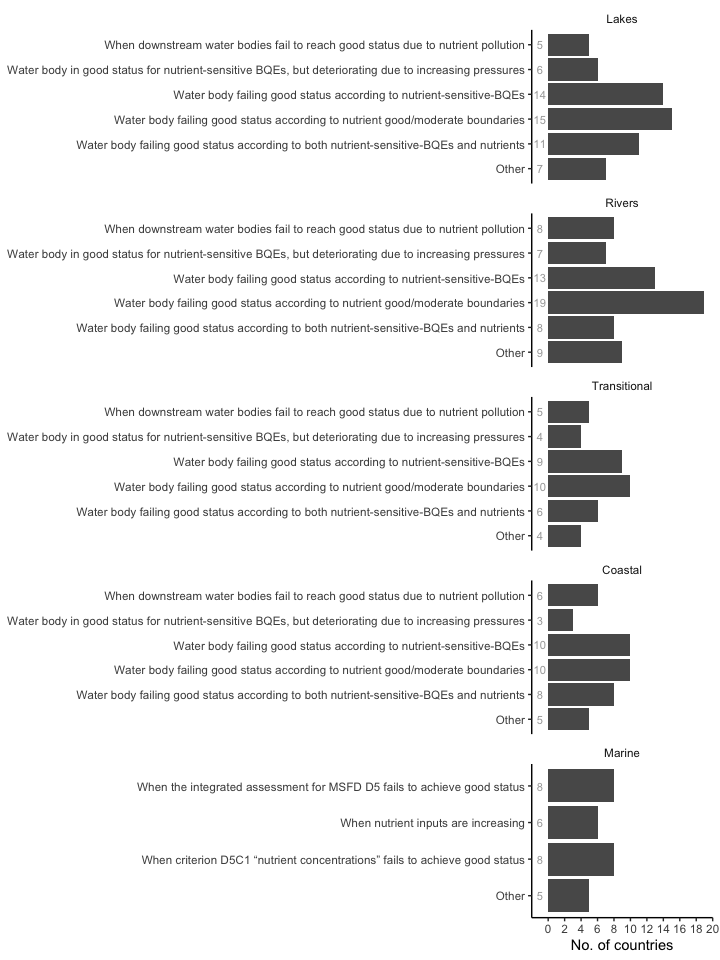 Lakes
When downstream water bodies fail to reach good status due to nutrient pollution 5
Water body in good status for nutrient-sensitive BQEs, but deteriorating due to increasing pressures 6
Water body failing good status according to nutrient-sensitive-BQEs 14
Water body failing good status according to nutrient good/moderate boundaries 15
Water body failing good status according to both nutrient-sensitive-BQEs and nutrients 11
Other 7
Rivers
When downstream water bodies fail to reach good status due to nutrient pollution 8
Water body in good status for nutrient-sensitive BQEs, but deteriorating due to increasing pressures 7
Water body failing good status according to nutrient-sensitive-BQEs 13
Water body failing good status according to nutrient good/moderate boundaries 19
Water body failing good status according to both nutrient-sensitive-BQEs and nutrients 8
Other 9
Transitional
When downstream water bodies fail to reach good status due to nutrient pollution 5
Water body in good status for nutrient-sensitive BQEs, but deteriorating due to increasing pressures 4
Water body failing good status according to nutrient-sensitive-BQEs 9
Water body failing good status according to nutrient good/moderate boundaries 10
Water body failing good status according to both nutrient-sensitive-BQEs and nutrients 6
Other 4
Coastal
When downstream water bodies fail to reach good status due to nutrient pollution 6
Water body in good status for nutrient-sensitive BQEs, but deteriorating due to increasing pressures 3
Water body failing good status according to nutrient-sensitive-BQEs 10
Water body failing good status according to nutrient good/moderate boundaries 10
Water body failing good status according to both nutrient-sensitive-BQEs and nutrients 8
Other 5
Marine
When the integrated assessment for MSFD D5 fails to achieve good status 8
When nutrient inputs are increasing 6
When criterion D5C1 “nutrient concentrations” fails to achieve good status 8
Other 5
0 2 4 6 8 10 12 14 16 18 20
No. of countries